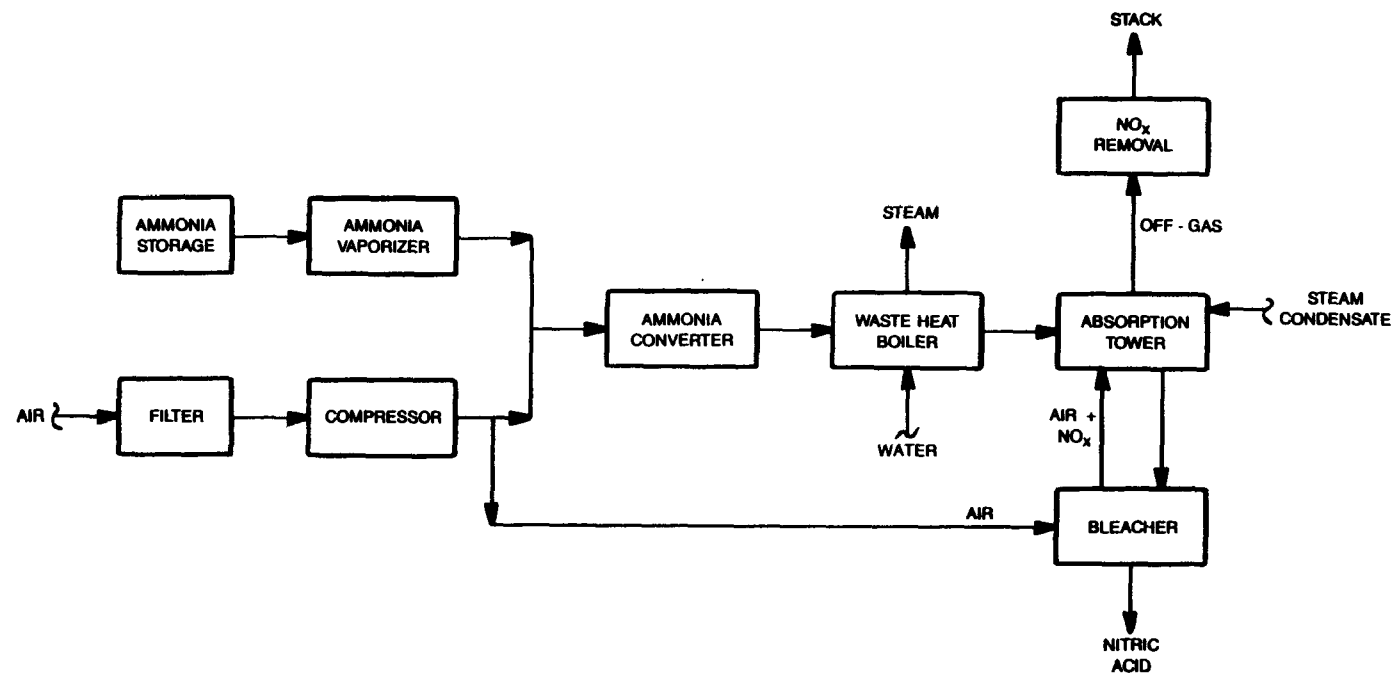 STACK
NOx
REMOVAL
OFF - GAS
AMMONIA
STORAGE
AMMONIA
VAPORIZER
STEAM
AMMONIA
CONVERTER
WASTE HEAT
BOILER
ABSORPTION
TOWER
STEAM
CONDENSATE
AIR
FILTER
COMPRESSOR
WATER
AIR +
NOx
AIR
BLEACHER
NITRIC
ACID